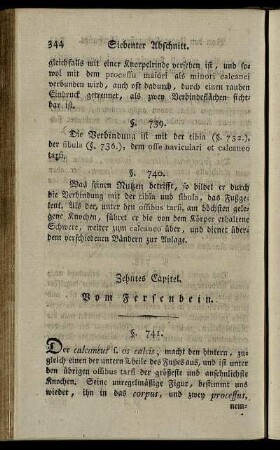 344 Siebenter Abschnitt.
gleichfalls mit einer Knorpelrinde versehen ist, und so
wol mit dem processu maiori als minori calcanei
verbunden wird, auch oft dadurch, durch einen rauhen
Eindruck getrennet, als zwey Verbindeflächen sicht-
bar ist.
§. 739.
Die Verbindung ist mit der tibia (§. 732.),
der fibula (§. 736.), dem osse naviculari et calcaneo
tarsi.
§. 740.
Was seinen Nutzen betrifft, so bildet er durch
die Verbindung mit der tibia und fibula, das Fußge-
lenk. Als der, unter den ossibus tarsi, am höchsten gele-
gene Knochen, führet er die von dem Körper erhaltene
Schwere, weiter zum calcaneo über, und dienet über-
dem verschiedenen Bändern zur Anlage.
Zehntes Capitel.
Vom Fersenbein.
§. 741.
Der calcaneus s. os calcis, macht den hintern, zu-
gleich einen der untern Theile des Fußes aus, und ist unter
den übrigen ossibus tarsi der größeste und ansehnlichste
Knochen. Seine unregelmäßige Figur, bestimmt uns
wieder, ihn in das corpus, und zwey processus,
nem-